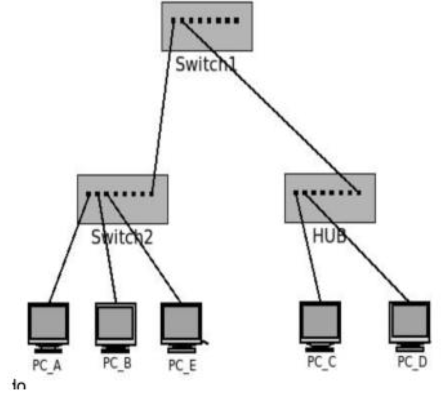 Switch1
Switch2
HUB
PC_A
PC_B
PC_E
PC_C
PC_D